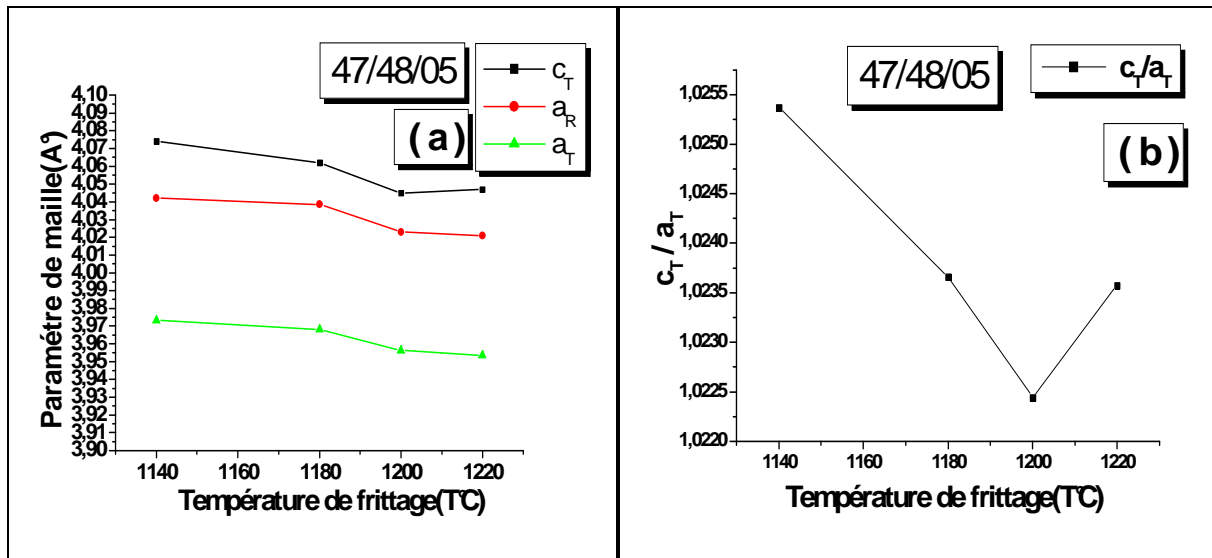 47/48/05
c_T
a_R
a_T
(a)
Paramétre de maille(A°)
4,10
4,09
4,08
4,07
4,06
4,05
4,04
4,03
4,02
4,01
4,00
3,99
3,98
3,97
3,96
3,95
3,94
3,93
3,92
3,91
3,90
1140 1160 1180 1200 1220
Température de frittage(T°C)
47/48/05
c_T/a_T
(b)
c_T / a_T
1,0255
1,0250
1,0245
1,0240
1,0235
1,0230
1,0225
1,0220
1140 1160 1180 1200 1220
Température de frittage(T°C)